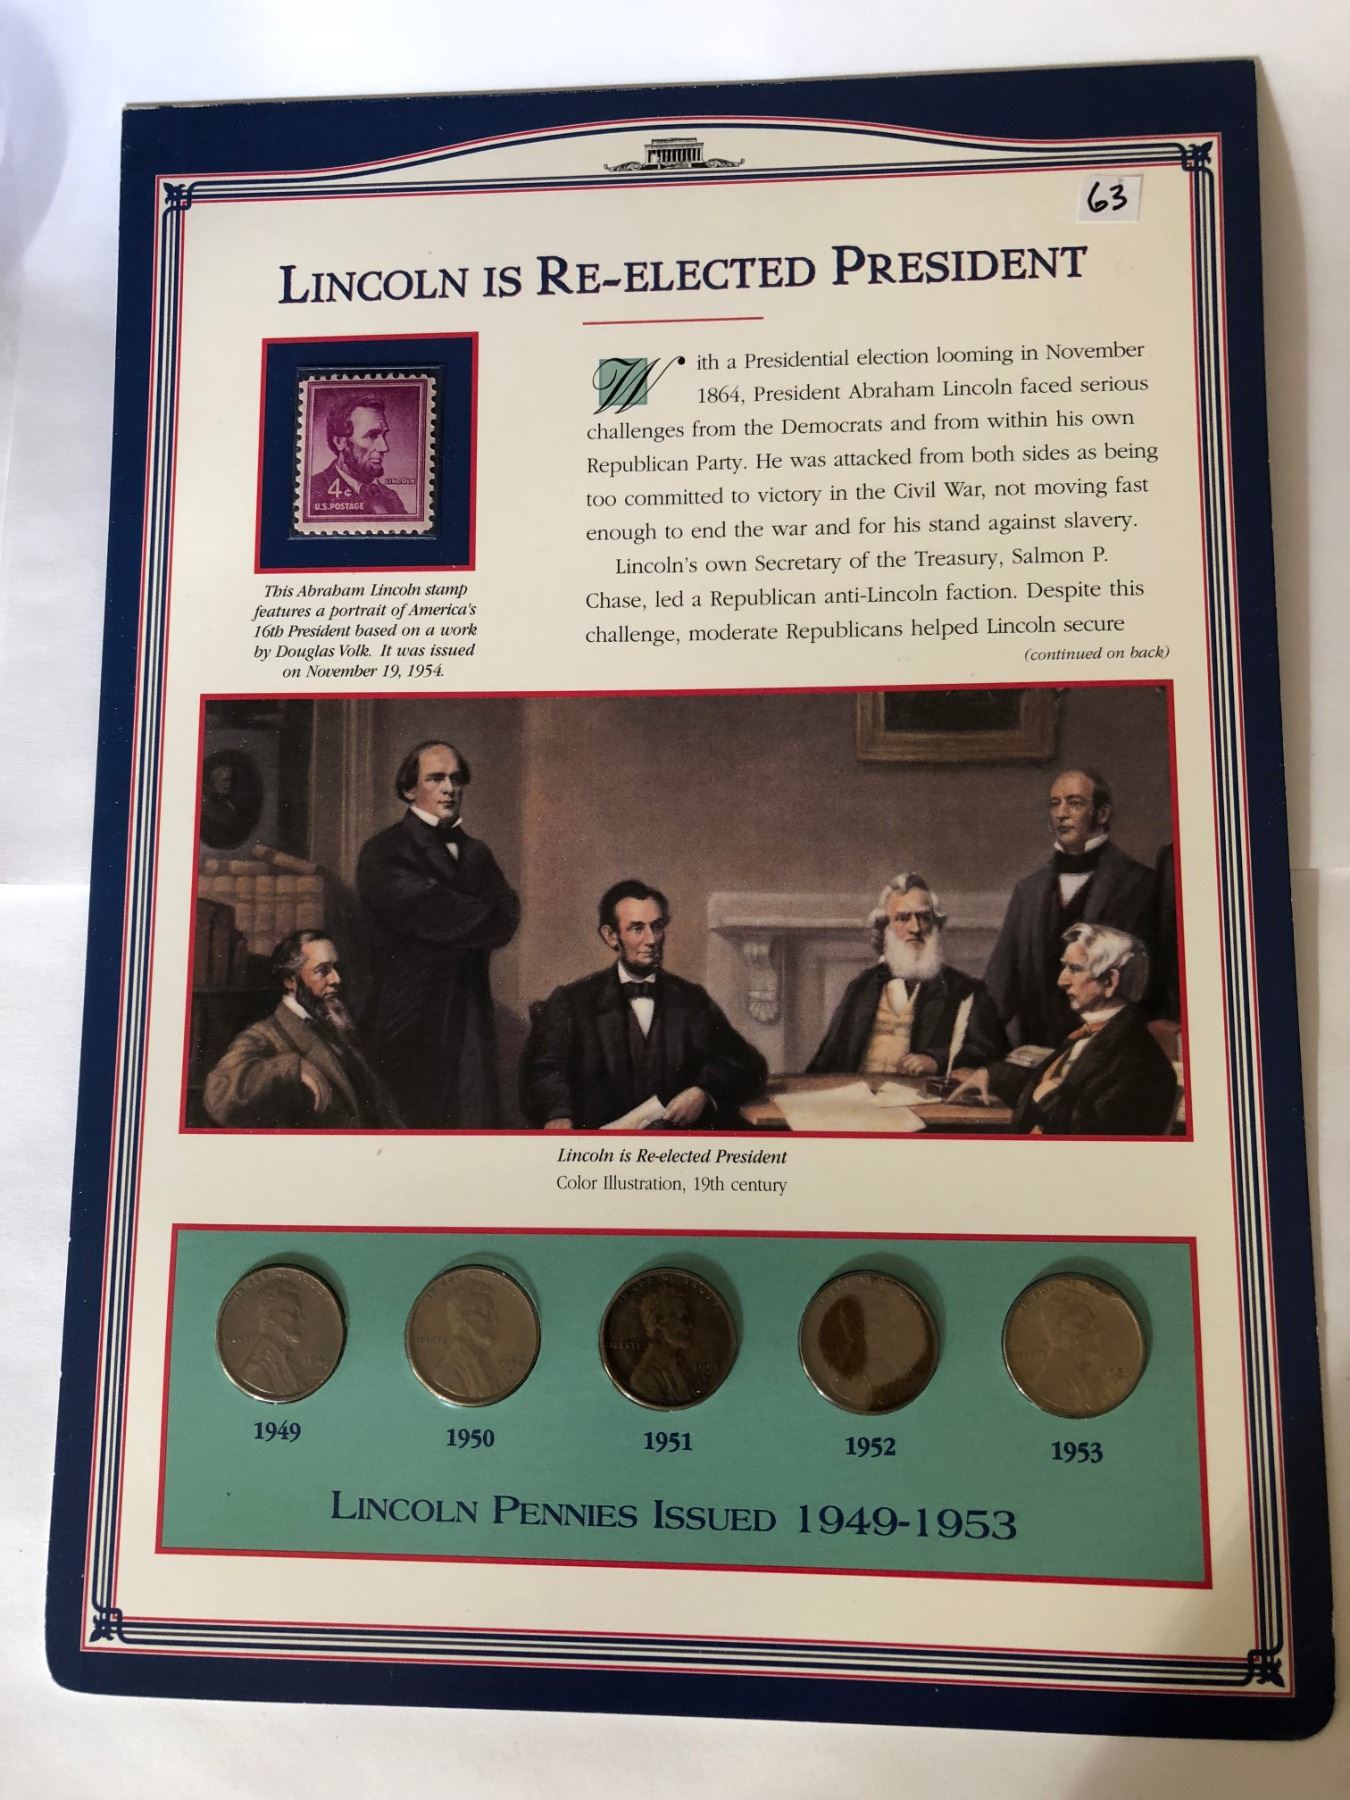 63
LINCOLN IS RE-ELECTED PRESIDENT
4¢
LINCOLN
U.S. POSTAGE
This Abraham Lincoln stamp
features a portrait of America's
16th President based on a work
by Douglas Volk. It was issued
on November 19, 1954.
With a Presidential election looming in November
1864, President Abraham Lincoln faced serious
challenges from the Democrats and from within his own
Republican Party. He was attacked from both sides as being
too committed to victory in the Civil War, not moving fast
enough to end the war and for his stand against slavery.
Lincoln's own Secretary of the Treasury, Salmon P.
Chase, led a Republican anti-Lincoln faction. Despite this
challenge, moderate Republicans helped Lincoln secure
(continued on back)
Lincoln is Re-elected President
Color Illustration, 19th century
LIBERTY 1951
1949
1950
1951
1952
1953
LINCOLN PENNIES ISSUED 1949-1953